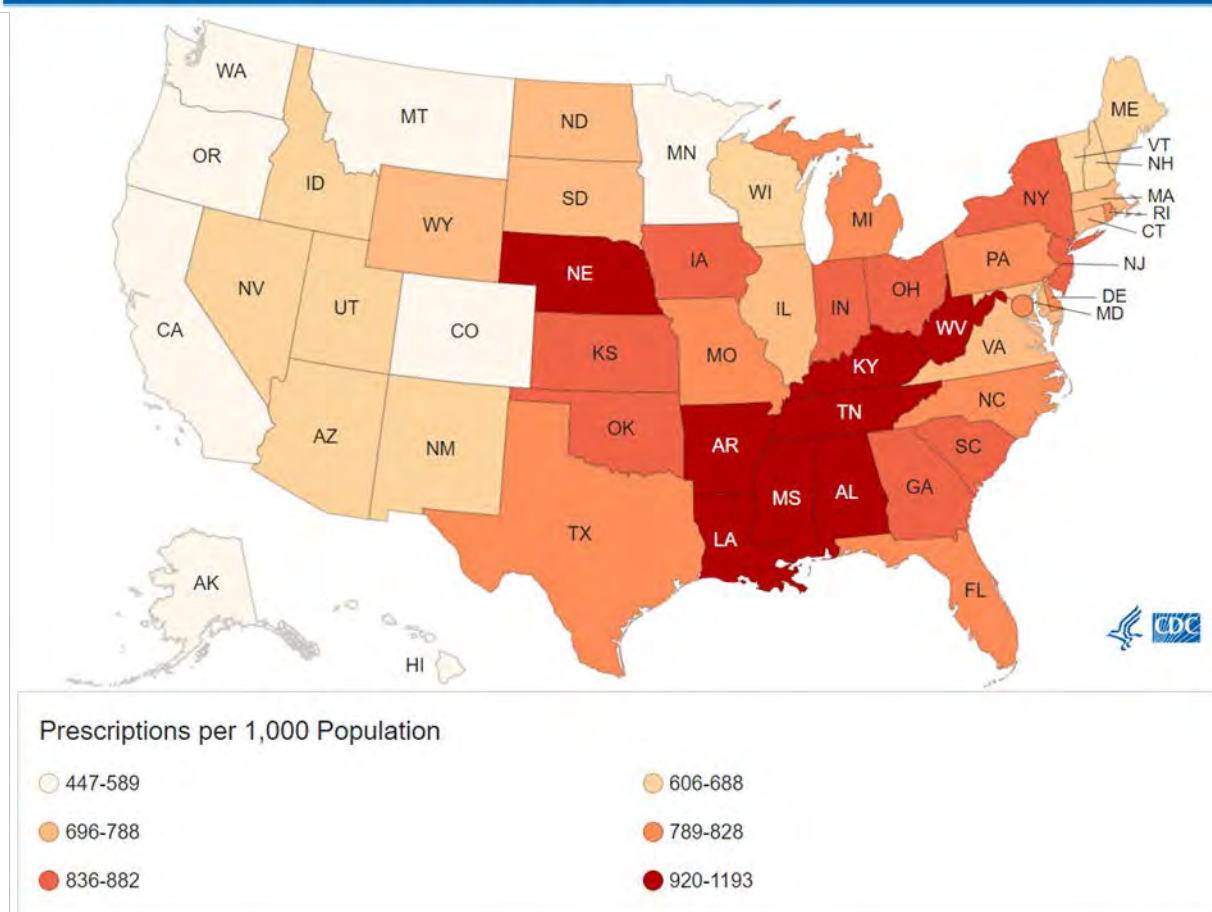 WA
MT
ND
MN
ME
VT
NH
OR
ID
SD
WI
MI
NY
MA
RI
CT
WY
IA
PA
NJ
NE
OH
DE
MD
NV
UT
IL
IN
WV
CA
CO
VA
KS
MO
KY
NC
TN
AZ
NM
OK
AR
SC
MS
AL
GA
TX
LA
FL
AK
HI
CDC
Prescriptions per 1,000 Population
447-589
606-688
696-788
789-828
836-882
920-1193